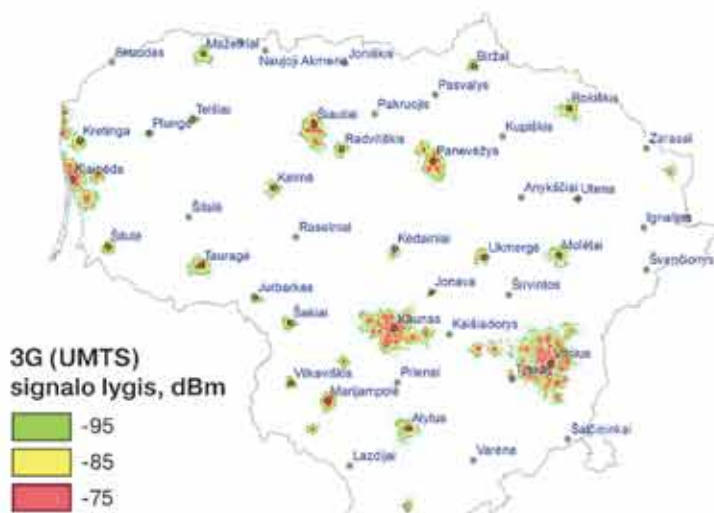 Mažeikiai
Skuodas
Naujoji Akmenė
Joniškis
Biržai
Pasvalys
Rokiškis
Telšiai
Plungė
Kretinga
Šiauliai
Pakruojis
Radviliškis
Kupiškis
Panevėžys
Zarasai
Klaipėda
Kelmė
Anykščiai
Utena
Šilalė
Raseiniai
Ignalina
Šilutė
Kėdainiai
Ukmergė
Molėtai
Tauragė
Švenčionys
Jurbarkas
Jonava
Širvintos
Šakiai
Kaunas
Kaišiadorys
Vilnius
Trakai
Vilkaviškis
Prienai
Marijampolė
Alytus
Šalčininkai
Lazdijai
Varėna
3G (UMTS)
signalo lygis, dBm
-95
-85
-75